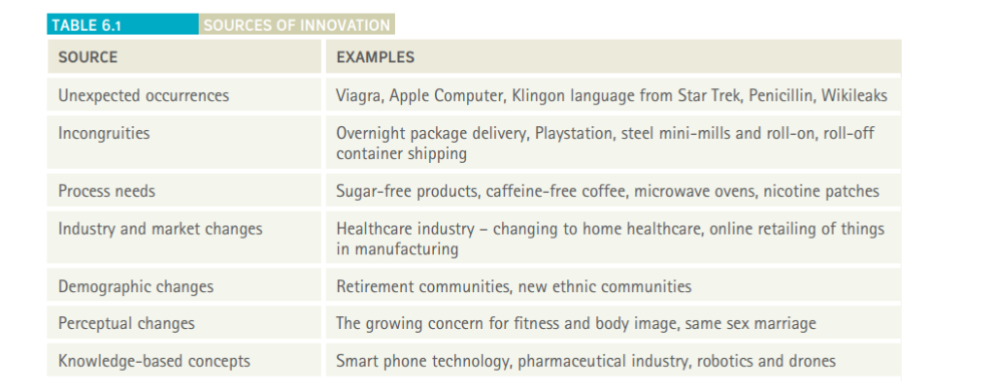 TABLE 6.1 SOURCES OF INNOVATION
SOURCE EXAMPLES
Unexpected occurrences Viagra, Apple Computer, Klingon language from Star Trek, Penicillin, Wikileaks
Incongruities Overnight package delivery, Playstation, steel mini-mills and roll-on, roll-off
container shipping
Process needs Sugar-free products, caffeine-free coffee, microwave ovens, nicotine patches
Industry and market changes Healthcare industry – changing to home healthcare, online retailing of things
in manufacturing
Demographic changes Retirement communities, new ethnic communities
Perceptual changes The growing concern for fitness and body image, same sex marriage
Knowledge-based concepts Smart phone technology, pharmaceutical industry, robotics and drones